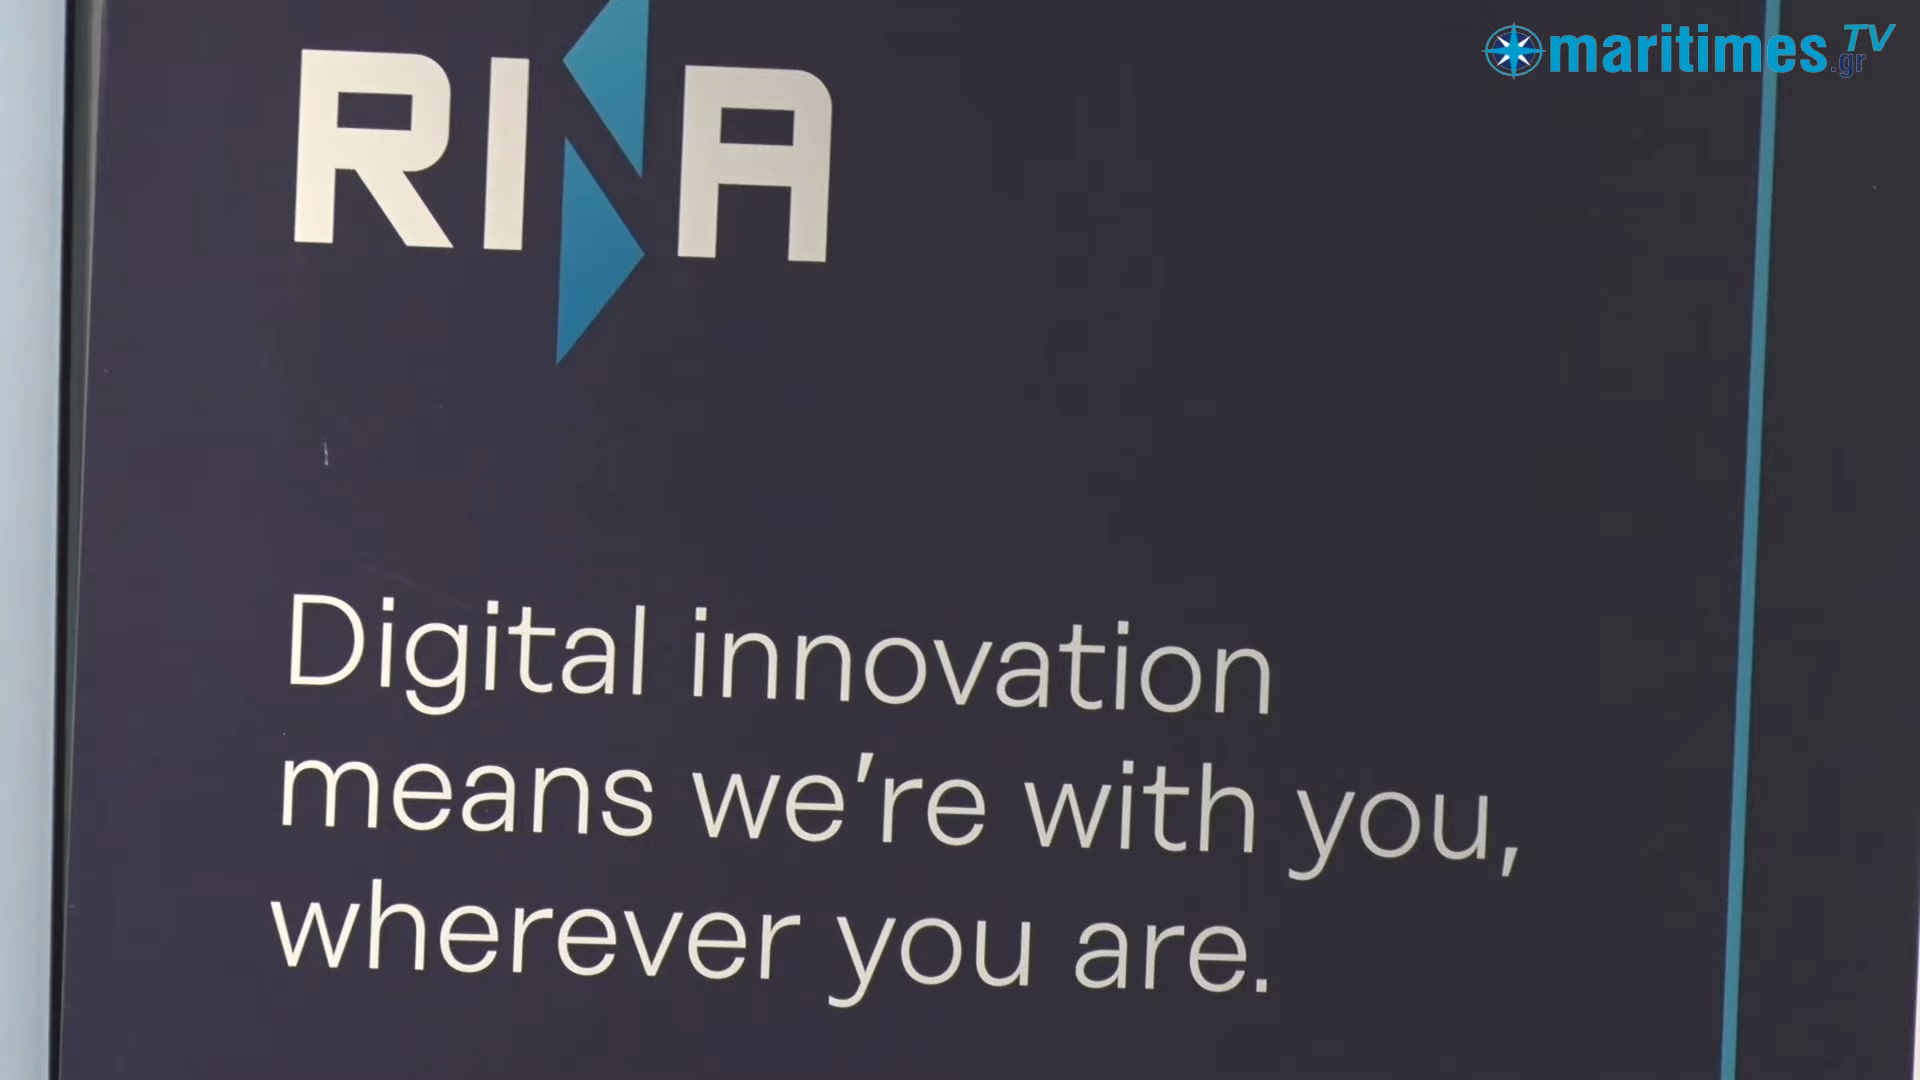 RINA
maritimes.gr TV
Digital innovation
means we're with you,
wherever you are.